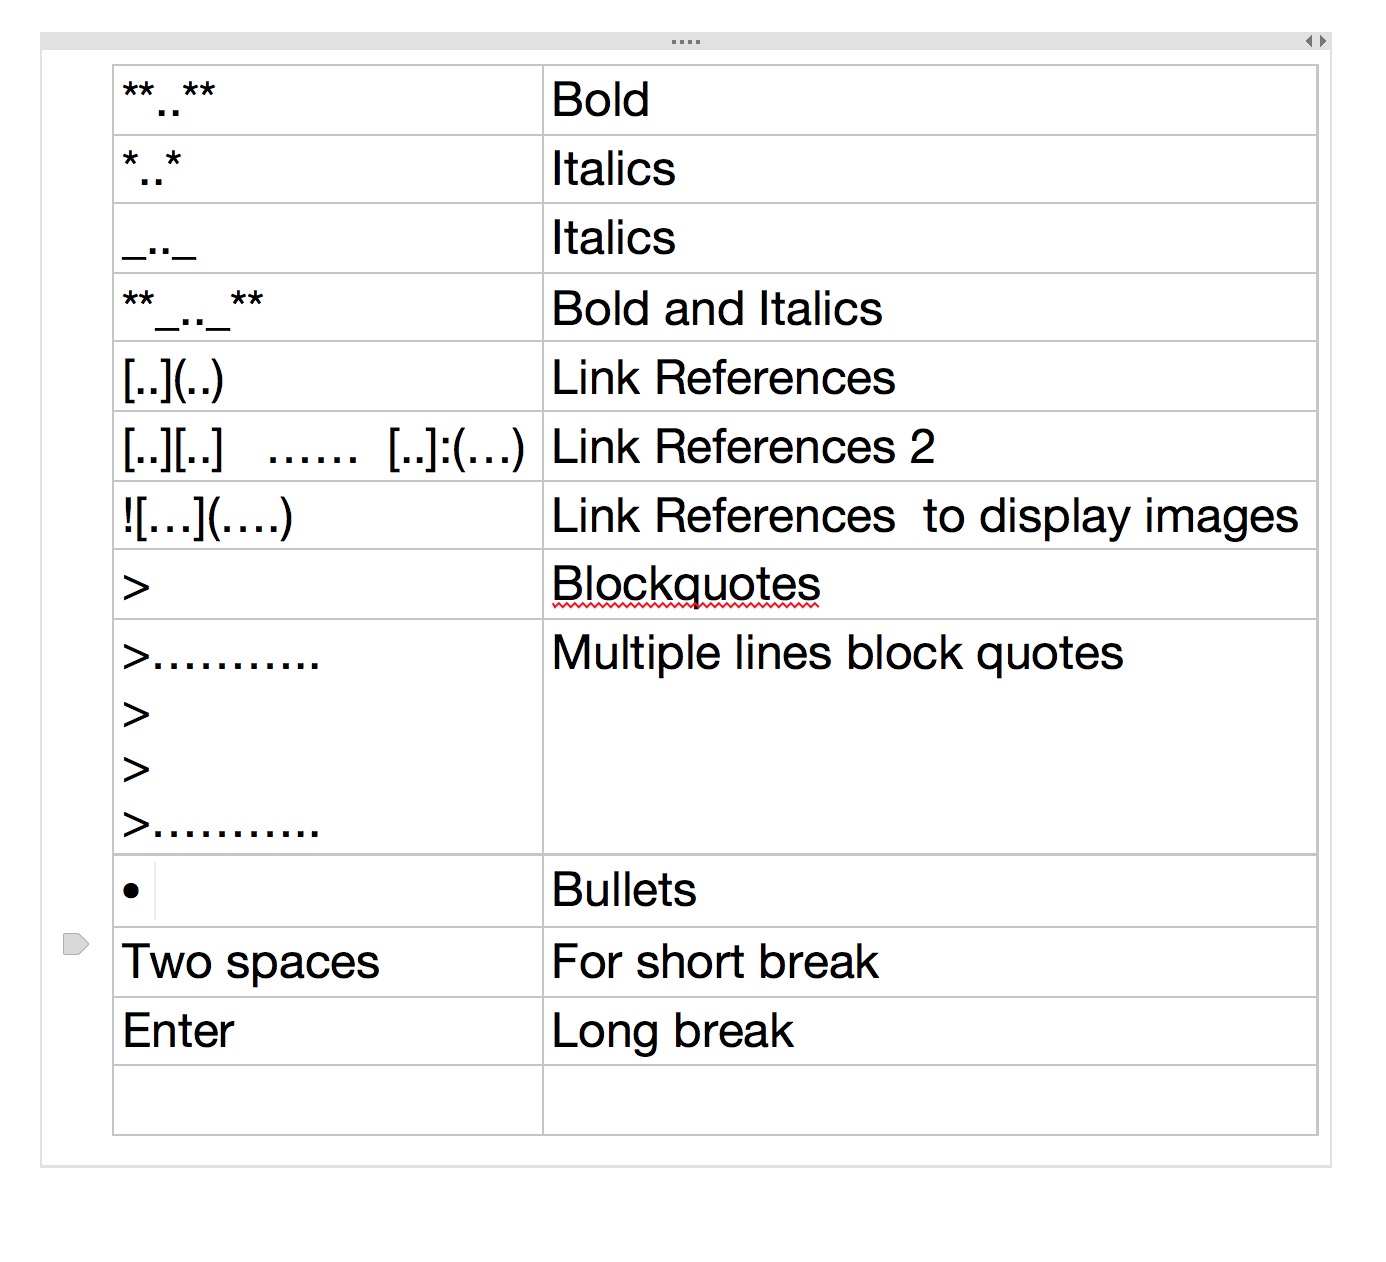 **..** Bold
*..* Italics
_.._ Italics
**_.._** Bold and Italics
[..](..) Link References
[..][..] …… [..]:(…) Link References 2
![…](….) Link References  to display images
> Blockquotes
>……….. Multiple lines block quotes
>
>
>………..
• Bullets
Two spaces For short break
Enter Long break